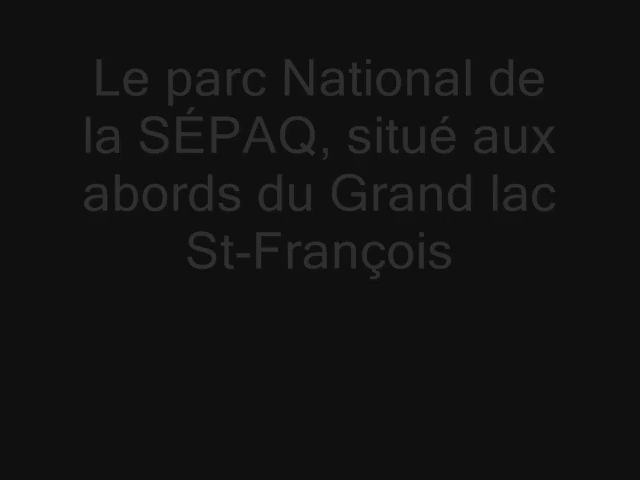 Le parc National de
la SÉPAQ, situé aux
abords du Grand lac
St-François